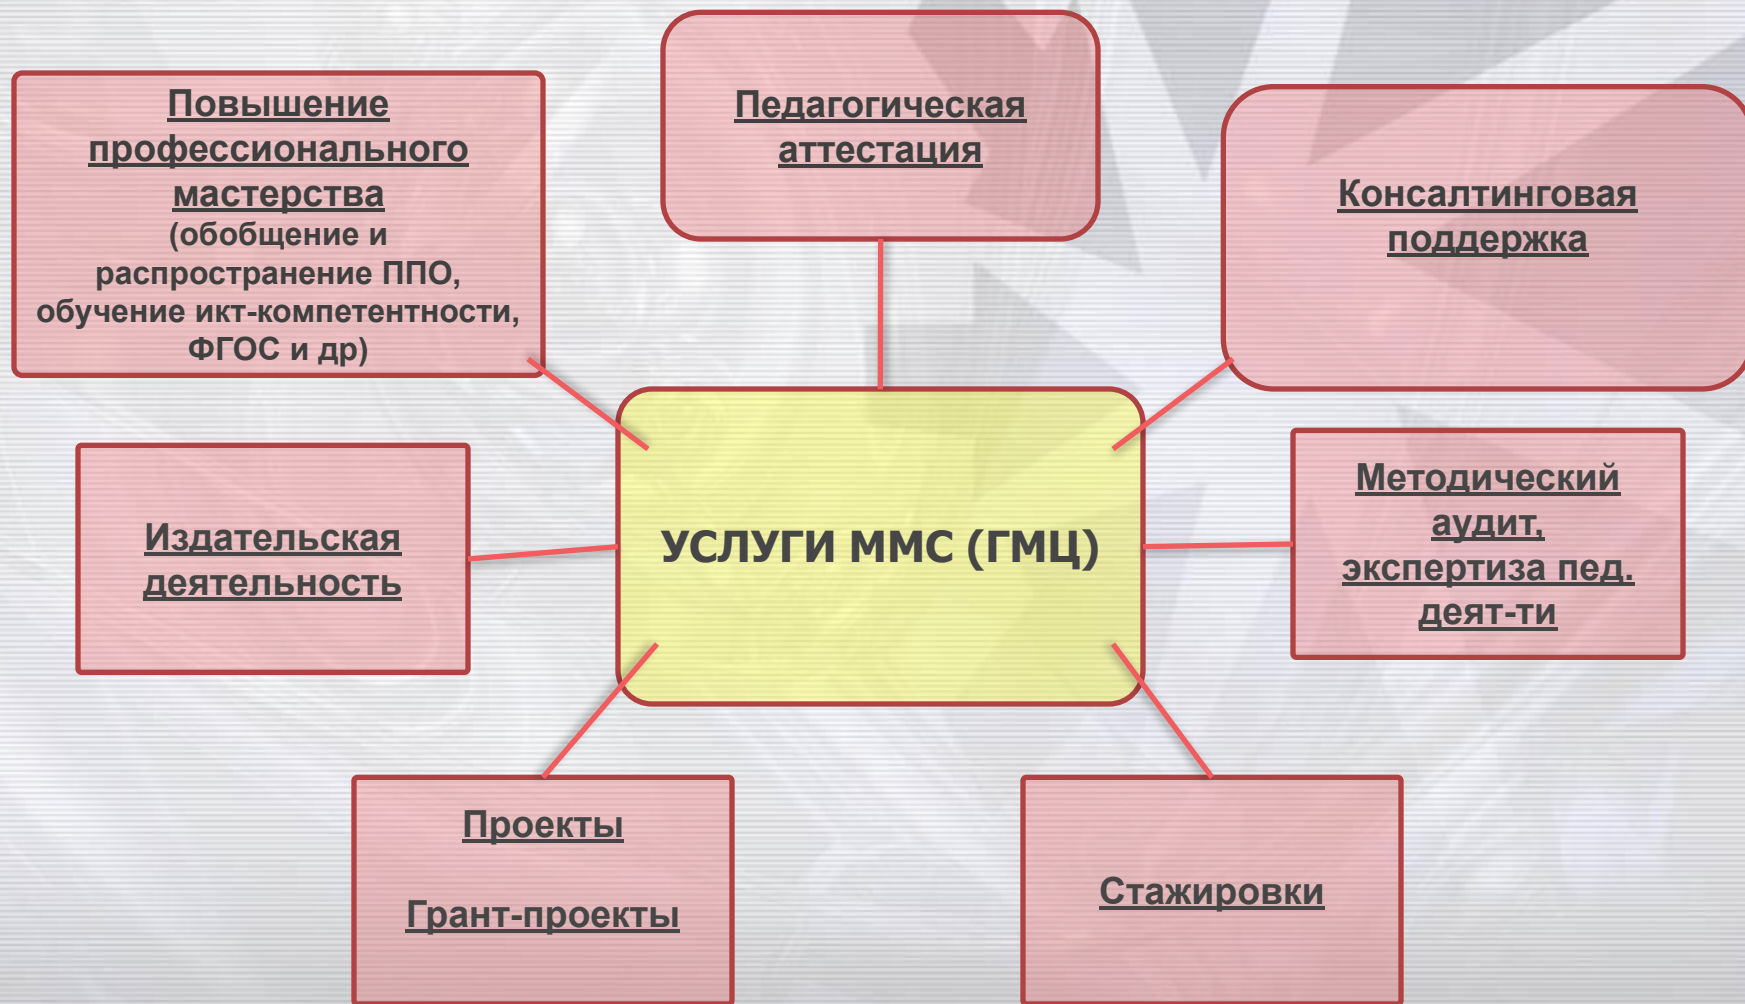 Повышение
профессионального
мастерства
(обобщение и
распространение ППО,
обучение икт-компетентности,
ФГОС и др)
Педагогическая
аттестация
Консалтинговая
поддержка
Издательская
деятельность
УСЛУГИ ММС (ГМЦ)
Методический
аудит,
экспертиза пед.
деят-ти
Проекты
Грант-проекты
Стажировки